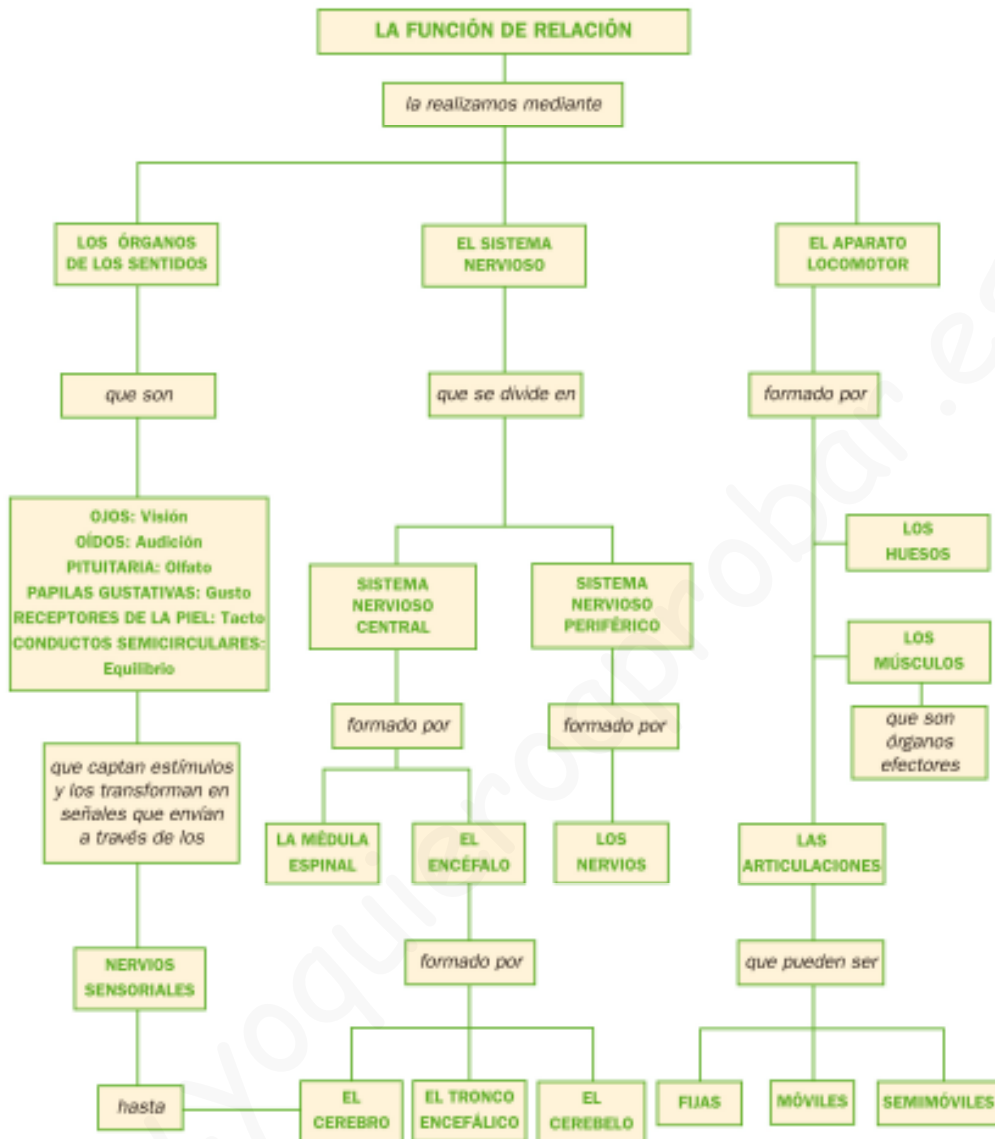 LA FUNCIÓN DE RELACIÓN
la realizamos mediante
LOS ÓRGANOS
DE LOS SENTIDOS
que son
OJOS: Visión
OÍDOS: Audición
PITUITARIA: Olfato
PAPILAS GUSTATIVAS: Gusto
RECEPTORES DE LA PIEL: Tacto
CONDUCTOS SEMICIRCULARES:
Equilibrio
que captan estímulos
y los transforman en
señales que envían
a través de los
NERVIOS
SENSORIALES
hasta
EL SISTEMA
NERVIOSO
que se divide en
SISTEMA
NERVIOSO
CENTRAL
formado por
LA MÉDULA
ESPINAL
EL
ENCÉFALO
formado por
EL
CEREBRO
EL TRONCO
ENCEFÁLICO
EL
CEREBELO
SISTEMA
NERVIOSO
PERIFÉRICO
formado por
LOS
NERVIOS
EL APARATO
LOCOMOTOR
formado por
LOS
HUESOS
LOS
MÚSCULOS
que son
órganos
efectores
LAS
ARTICULACIONES
que pueden ser
FIJAS
MÓVILES
SEMIMÓVILES
yoquieroaprobar.es